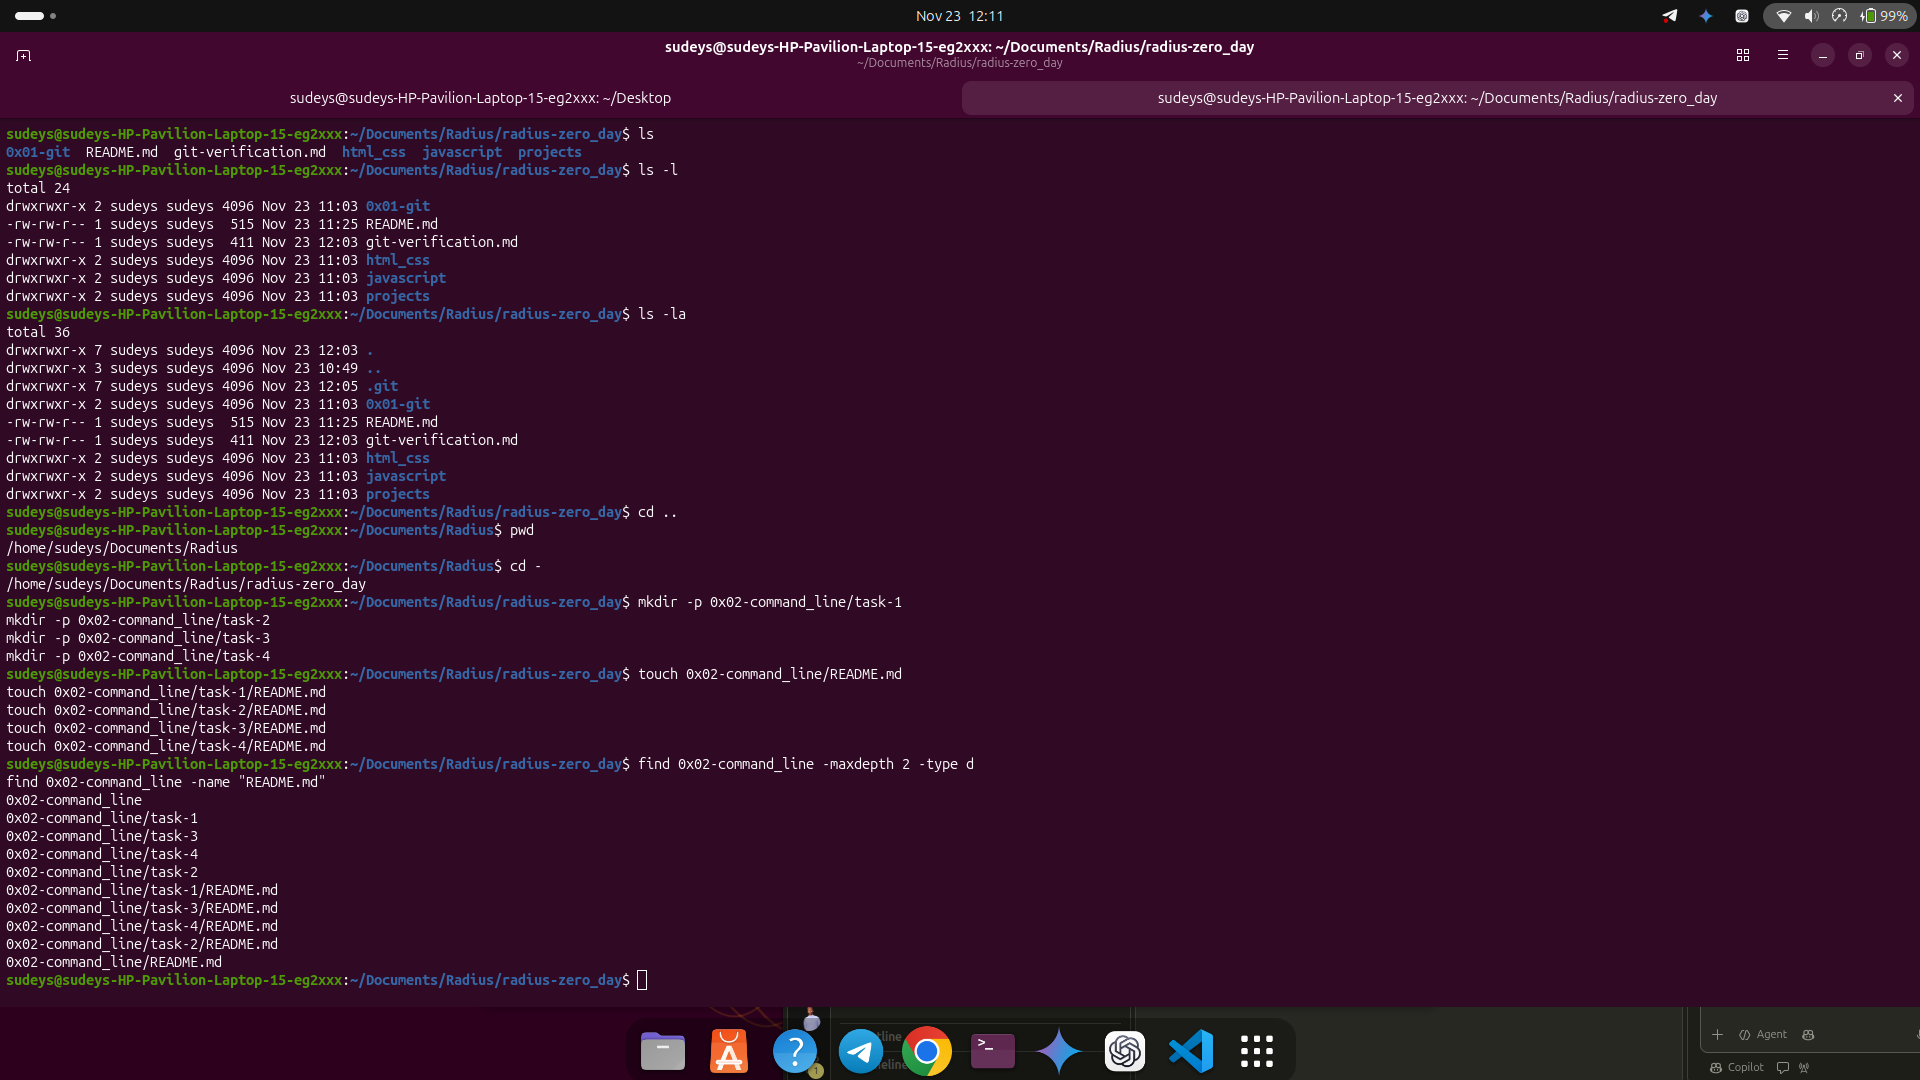 Nov 23 12:11
99%
sudeys@sudeys-HP-Pavilion-Laptop-15-eg2xxx: ~/Documents/Radius/radius-zero_day
~/Documents/Radius/radius-zero_day
sudeys@sudeys-HP-Pavilion-Laptop-15-eg2xxx: ~/Desktop
sudeys@sudeys-HP-Pavilion-Laptop-15-eg2xxx: ~/Documents/Radius/radius-zero_day
sudeys@sudeys-HP-Pavilion-Laptop-15-eg2xxx:~/Documents/Radius/radius-zero_day$ ls
0x01-git  README.md  git-verification.md  html_css  javascript  projects
sudeys@sudeys-HP-Pavilion-Laptop-15-eg2xxx:~/Documents/Radius/radius-zero_day$ ls -l
total 24
drwxrwxr-x 2 sudeys sudeys 4096 Nov 23 11:03 0x01-git
-rw-rw-r-- 1 sudeys sudeys  515 Nov 23 11:25 README.md
-rw-rw-r-- 1 sudeys sudeys  411 Nov 23 12:03 git-verification.md
drwxrwxr-x 2 sudeys sudeys 4096 Nov 23 11:03 html_css
drwxrwxr-x 2 sudeys sudeys 4096 Nov 23 11:03 javascript
drwxrwxr-x 2 sudeys sudeys 4096 Nov 23 11:03 projects
sudeys@sudeys-HP-Pavilion-Laptop-15-eg2xxx:~/Documents/Radius/radius-zero_day$ ls -la
total 36
drwxrwxr-x 7 sudeys sudeys 4096 Nov 23 12:03 .
drwxrwxr-x 3 sudeys sudeys 4096 Nov 23 10:49 ..
drwxrwxr-x 7 sudeys sudeys 4096 Nov 23 12:05 .git
drwxrwxr-x 2 sudeys sudeys 4096 Nov 23 11:03 0x01-git
-rw-rw-r-- 1 sudeys sudeys  515 Nov 23 11:25 README.md
-rw-rw-r-- 1 sudeys sudeys  411 Nov 23 12:03 git-verification.md
drwxrwxr-x 2 sudeys sudeys 4096 Nov 23 11:03 html_css
drwxrwxr-x 2 sudeys sudeys 4096 Nov 23 11:03 javascript
drwxrwxr-x 2 sudeys sudeys 4096 Nov 23 11:03 projects
sudeys@sudeys-HP-Pavilion-Laptop-15-eg2xxx:~/Documents/Radius/radius-zero_day$ cd ..
sudeys@sudeys-HP-Pavilion-Laptop-15-eg2xxx:~/Documents/Radius$ pwd
/home/sudeys/Documents/Radius
sudeys@sudeys-HP-Pavilion-Laptop-15-eg2xxx:~/Documents/Radius$ cd -
/home/sudeys/Documents/Radius/radius-zero_day
sudeys@sudeys-HP-Pavilion-Laptop-15-eg2xxx:~/Documents/Radius/radius-zero_day$ mkdir -p 0x02-command_line/task-1
mkdir -p 0x02-command_line/task-2
mkdir -p 0x02-command_line/task-3
mkdir -p 0x02-command_line/task-4
sudeys@sudeys-HP-Pavilion-Laptop-15-eg2xxx:~/Documents/Radius/radius-zero_day$ touch 0x02-command_line/README.md
touch 0x02-command_line/task-1/README.md
touch 0x02-command_line/task-2/README.md
touch 0x02-command_line/task-3/README.md
touch 0x02-command_line/task-4/README.md
sudeys@sudeys-HP-Pavilion-Laptop-15-eg2xxx:~/Documents/Radius/radius-zero_day$ find 0x02-command_line -maxdepth 2 -type d
find 0x02-command_line -name "README.md"
0x02-command_line
0x02-command_line/task-1
0x02-command_line/task-3
0x02-command_line/task-4
0x02-command_line/task-2
0x02-command_line/task-1/README.md
0x02-command_line/task-3/README.md
0x02-command_line/task-4/README.md
0x02-command_line/task-2/README.md
0x02-command_line/README.md
sudeys@sudeys-HP-Pavilion-Laptop-15-eg2xxx:~/Documents/Radius/radius-zero_day$
Agent
Copilot